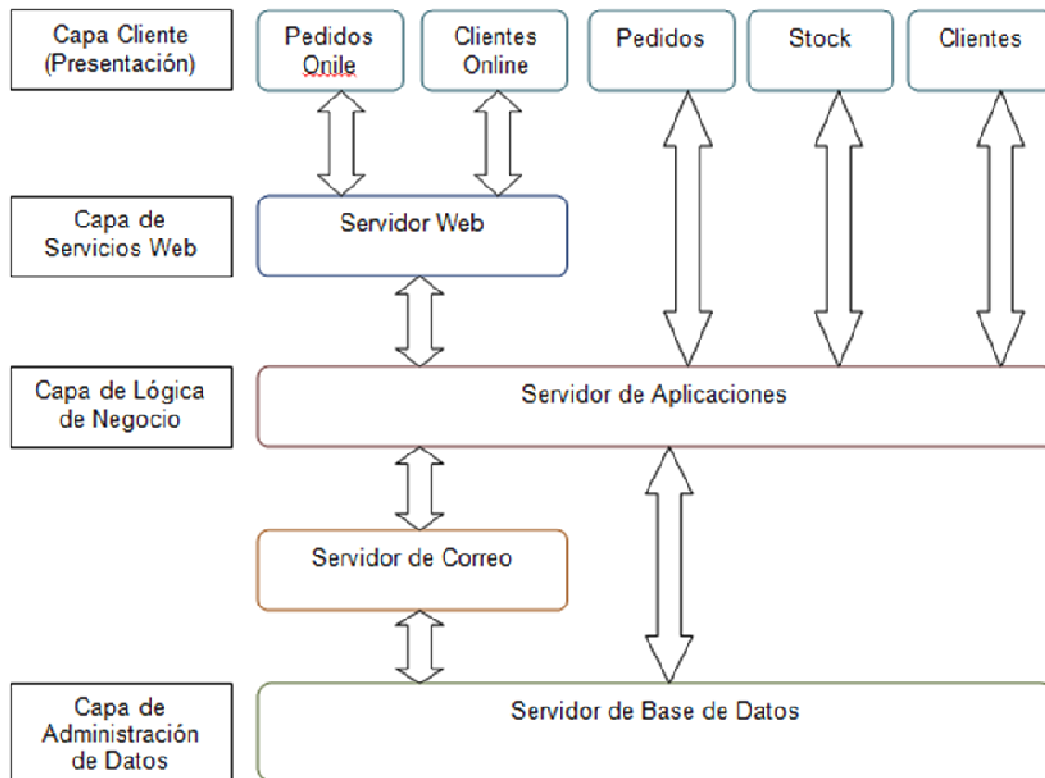 Capa Cliente
(Presentación)
Pedidos
Onile
Clientes
Online
Pedidos
Stock
Clientes
Capa de
Servicios Web
Servidor Web
Capa de Lógica
de Negocio
Servidor de Aplicaciones
Servidor de Correo
Capa de
Administración
de Datos
Servidor de Base de Datos